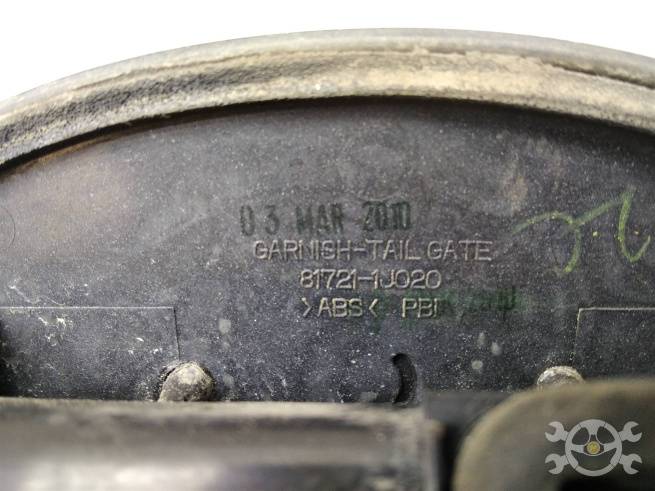 03 MAR 2010
GARNISH-TAIL GATE
81721-1J020
>ABS< PBI